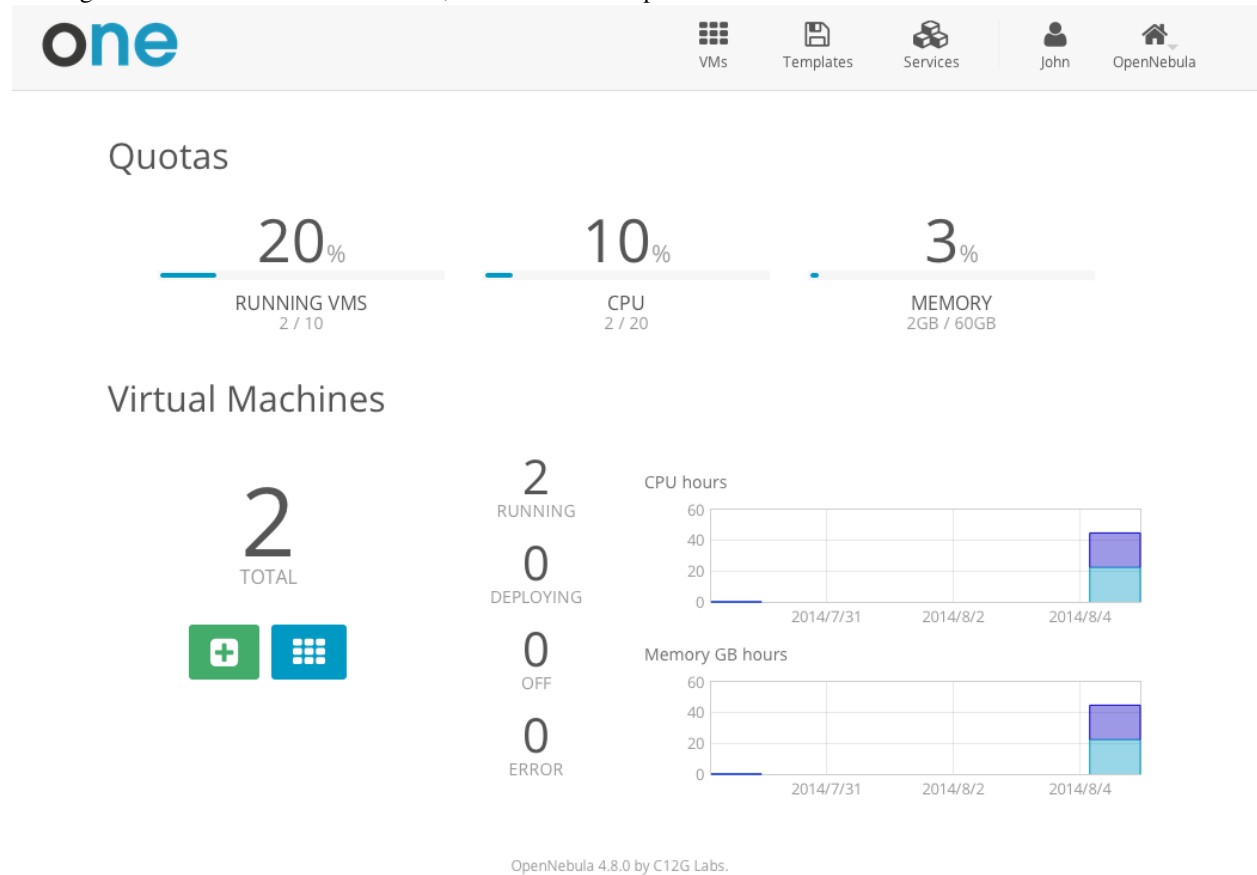 one
VMs
Templates
Services
John
OpenNebula
Quotas
20%
RUNNING VMS
2 / 10
10%
CPU
2 / 20
3%
MEMORY
2GB / 60GB
Virtual Machines
2
TOTAL
2
RUNNING
0
DEPLOYING
0
OFF
0
ERROR
CPU hours
60
40
20
0
2014/7/31 2014/8/2 2014/8/4
Memory GB hours
60
40
20
0
2014/7/31 2014/8/2 2014/8/4
OpenNebula 4.8.0 by C12G Labs.